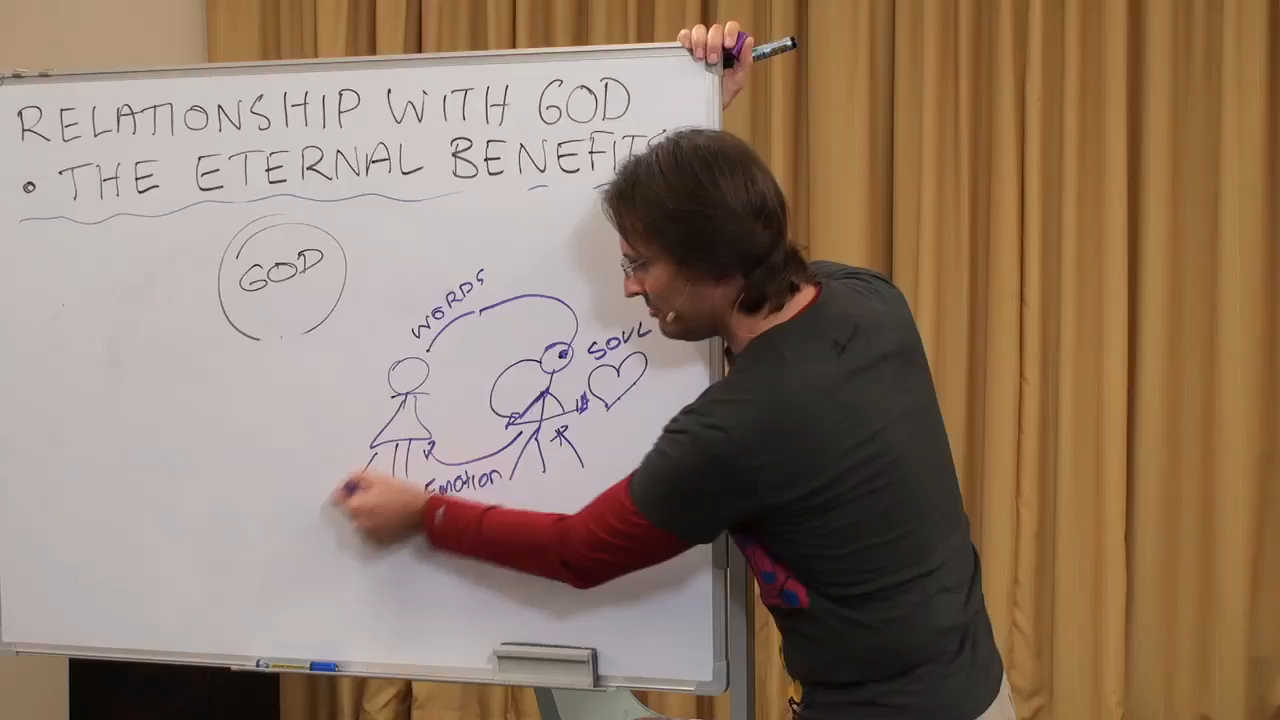 RELATIONSHIP WITH GOD
• THE ETERNAL BENEFITS
GOD
WORDS
SOUL
Emotion